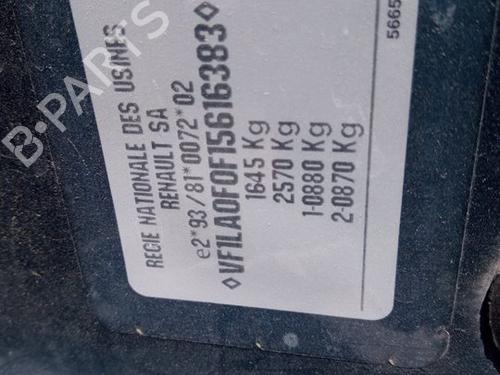 REGIE NATIONALE DES USINES
RENAULT SA
e2*93/81*0072*02
◊VF1LA0F0F15616383◊
1645 Kg
2570 Kg
1-0880 Kg
2-0870 Kg
5665
B-PARTS